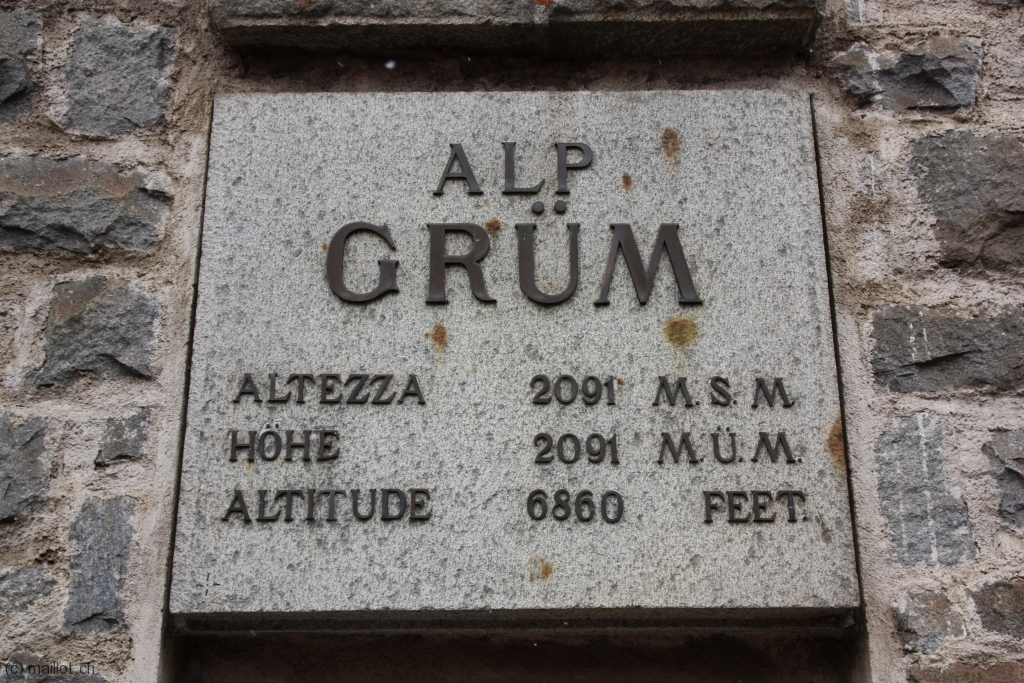 ALP
GRÜM
ALTEZZA 2091 M.S.M.
HÖHE 2091 M.Ü.M.
ALTITUDE 6860 FEET.
(c) maillot.ch